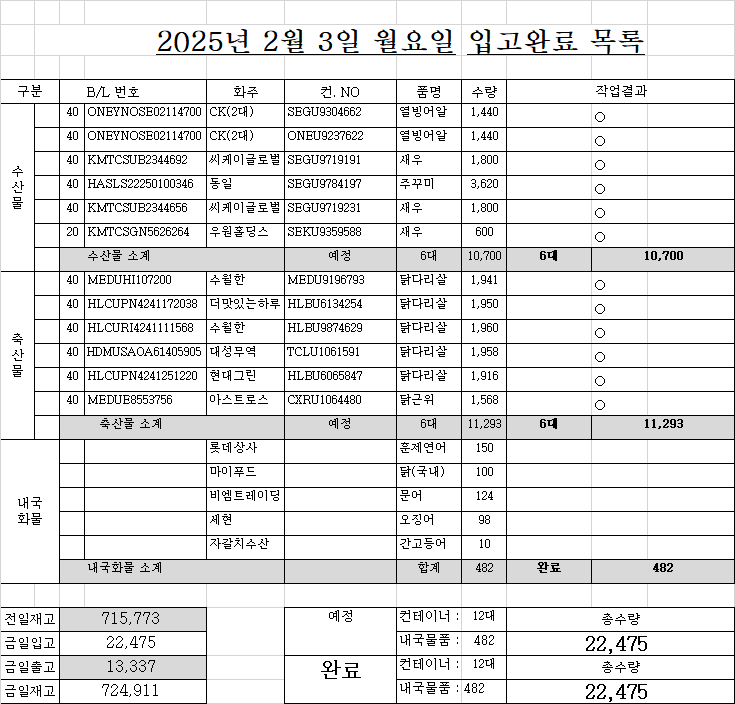 2025년 2월 3일 월요일 입고완료 목록
구분 B/L 번호 화주 컨. NO 품명 수량 작업결과
수산물
40 ONEYNOSE02114700 CK(2대) SEGU9304662 열빙어알 1,440 ○
40 ONEYNOSE02114700 CK(2대) ONEU9237622 열빙어알 1,440 ○
40 KMTCSUB2344692 씨케이글로벌 SEGU9719191 새우 1,800 ○
40 HASLS22250100346 동일 SEGU9784197 주꾸미 3,620 ○
40 KMTCSUB2344656 씨케이글로벌 SEGU9719231 새우 1,800 ○
20 KMTCSGN5626264 우원홀딩스 SEKU9359588 새우 600 ○
수산물 소계 예정 6대 10,700 6대 10,700
축산물
40 MEDUHI107200 수월한 MEDU9196793 닭다리살 1,941 ○
40 HLCUPN4241172038 더맛있는하루 HLBU6134254 닭다리살 1,950 ○
40 HLCURI4241111568 수월한 HLBU9874629 닭다리살 1,960 ○
40 HDMUSAOA61405905 대성무역 TCLU1061591 닭다리살 1,958 ○
40 HLCUPN4241251220 현대그린 HLBU6065847 닭다리살 1,916 ○
40 MEDUE8553756 아스트로스 CXRU1064480 닭근위 1,568 ○
축산물 소계 예정 6대 11,293 6대 11,293
내국화물
롯데상사 훈제연어 150
마이푸드 닭(국내) 100
비엠트레이딩 문어 124
세현 오징어 98
자갈치수산 간고등어 10
내국화물 소계 합계 482 완료 482
전일재고 715,773 예정 컨테이너 : 12대 총수량
금일입고 22,475 내국물품 : 482 22,475
금일출고 13,337 완료 컨테이너 : 12대 총수량
금일재고 724,911 내국물품 : 482 22,475